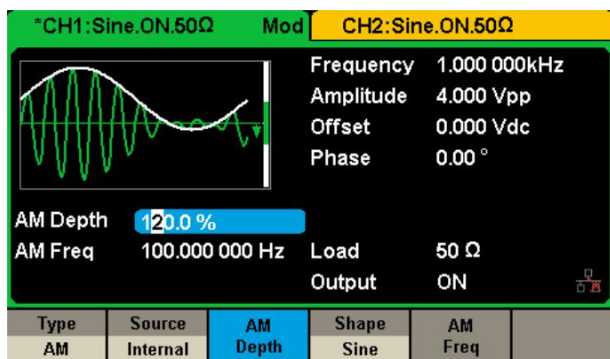 *CH1:Sine.ON.50Ω Mod CH2:Sine.ON.50Ω
Frequency 1.000 000kHz
Amplitude 4.000 Vpp
Offset 0.000 Vdc
Phase 0.00 °
AM Depth 120.0 %
AM Freq 100.000 000 Hz Load 50 Ω
Output ON
Type Source AM Depth Shape AM Freq
AM Internal Sine